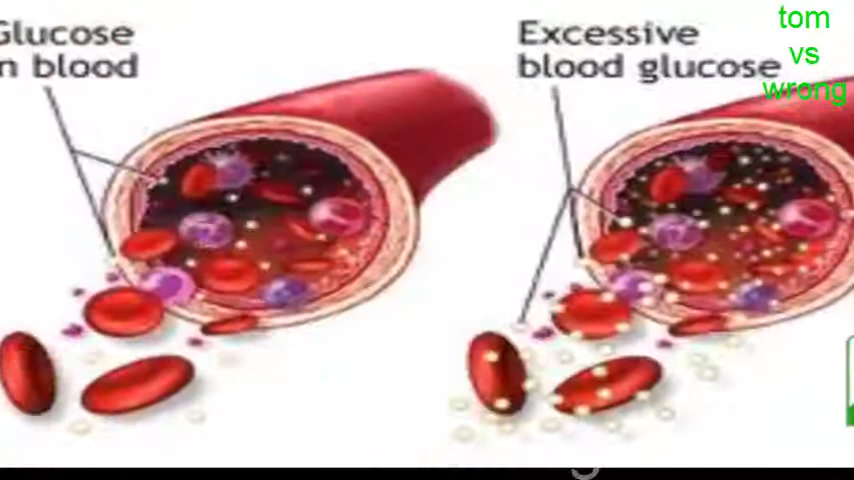 Glucose
n blood
Excessive
blood glucose
tom
vs
wrong